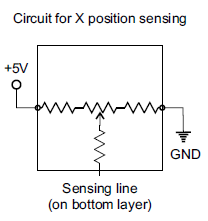 Circuit for X position sensing
+5V
GND
Sensing line
(on bottom layer)